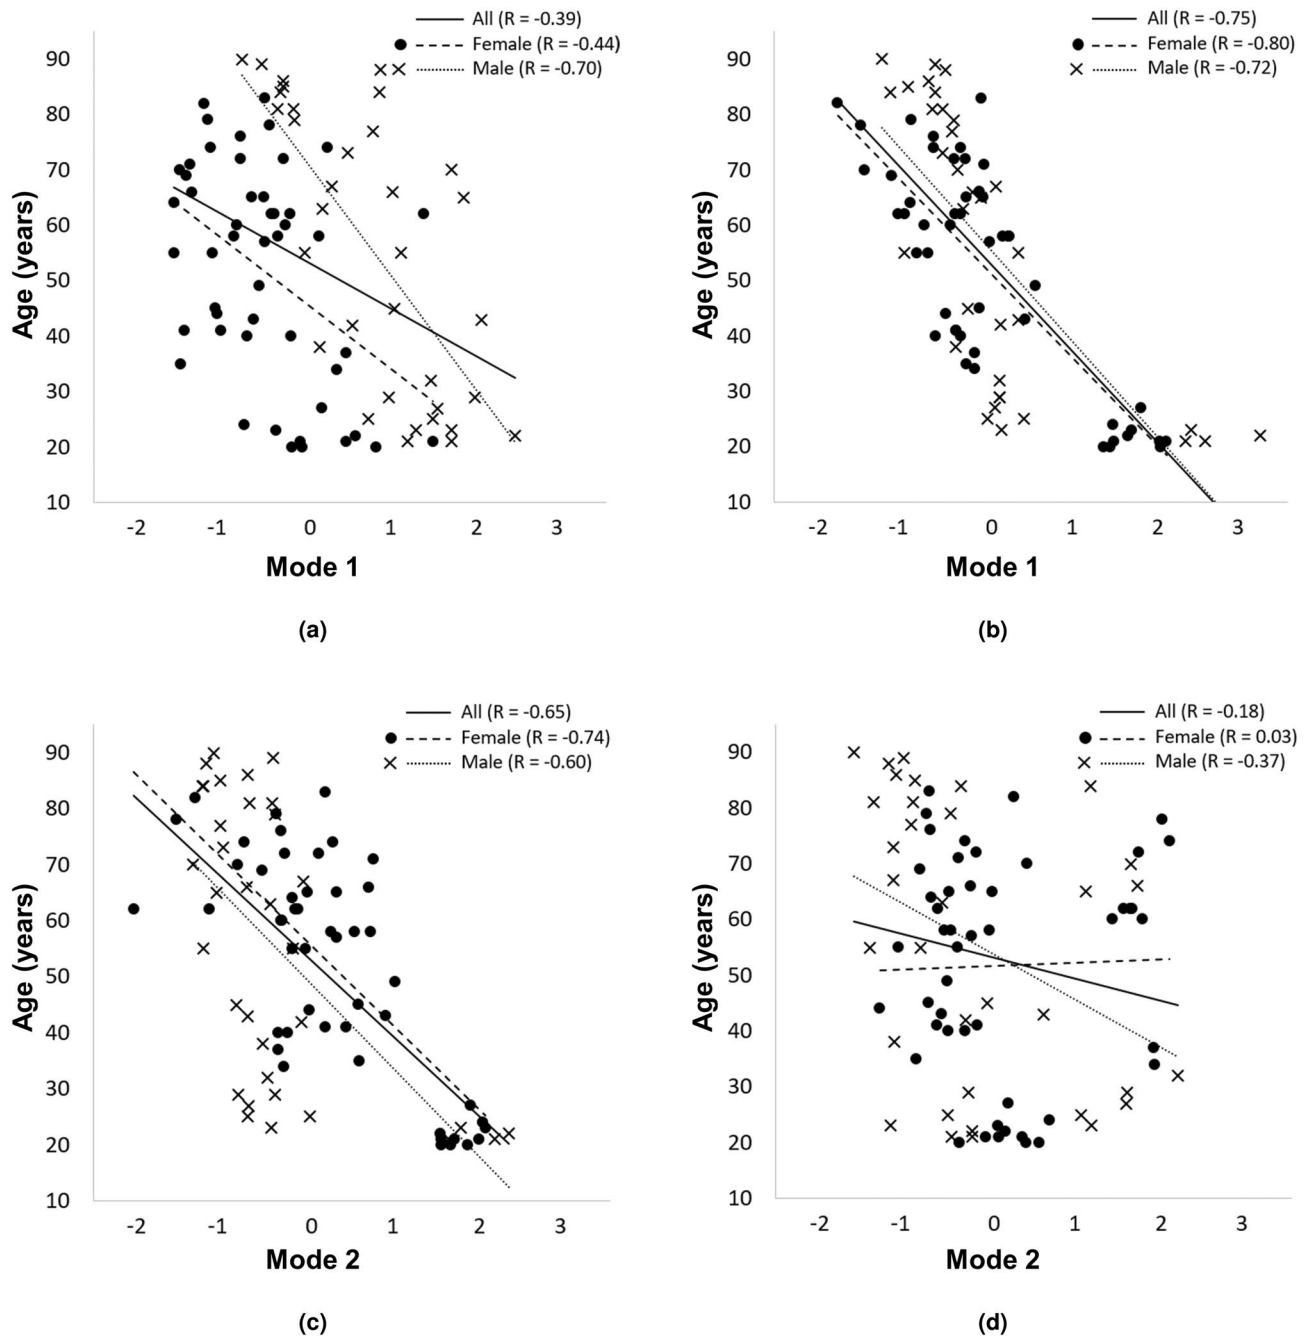 All (R = -0.39)
Female (R = -0.44)
Male (R = -0.70)
90
80
70
60
50
40
30
20
10
Age (years)
-2 -1 0 1 2 3
Mode 1
(a)
All (R = -0.75)
Female (R = -0.80)
Male (R = -0.72)
90
80
70
60
50
40
30
20
10
Age (years)
-2 -1 0 1 2 3
Mode 1
(b)
All (R = -0.65)
Female (R = -0.74)
Male (R = -0.60)
90
80
70
60
50
40
30
20
10
Age (years)
-2 -1 0 1 2 3
Mode 2
(c)
All (R = -0.18)
Female (R = 0.03)
Male (R = -0.37)
90
80
70
60
50
40
30
20
10
Age (years)
-2 -1 0 1 2 3
Mode 2
(d)